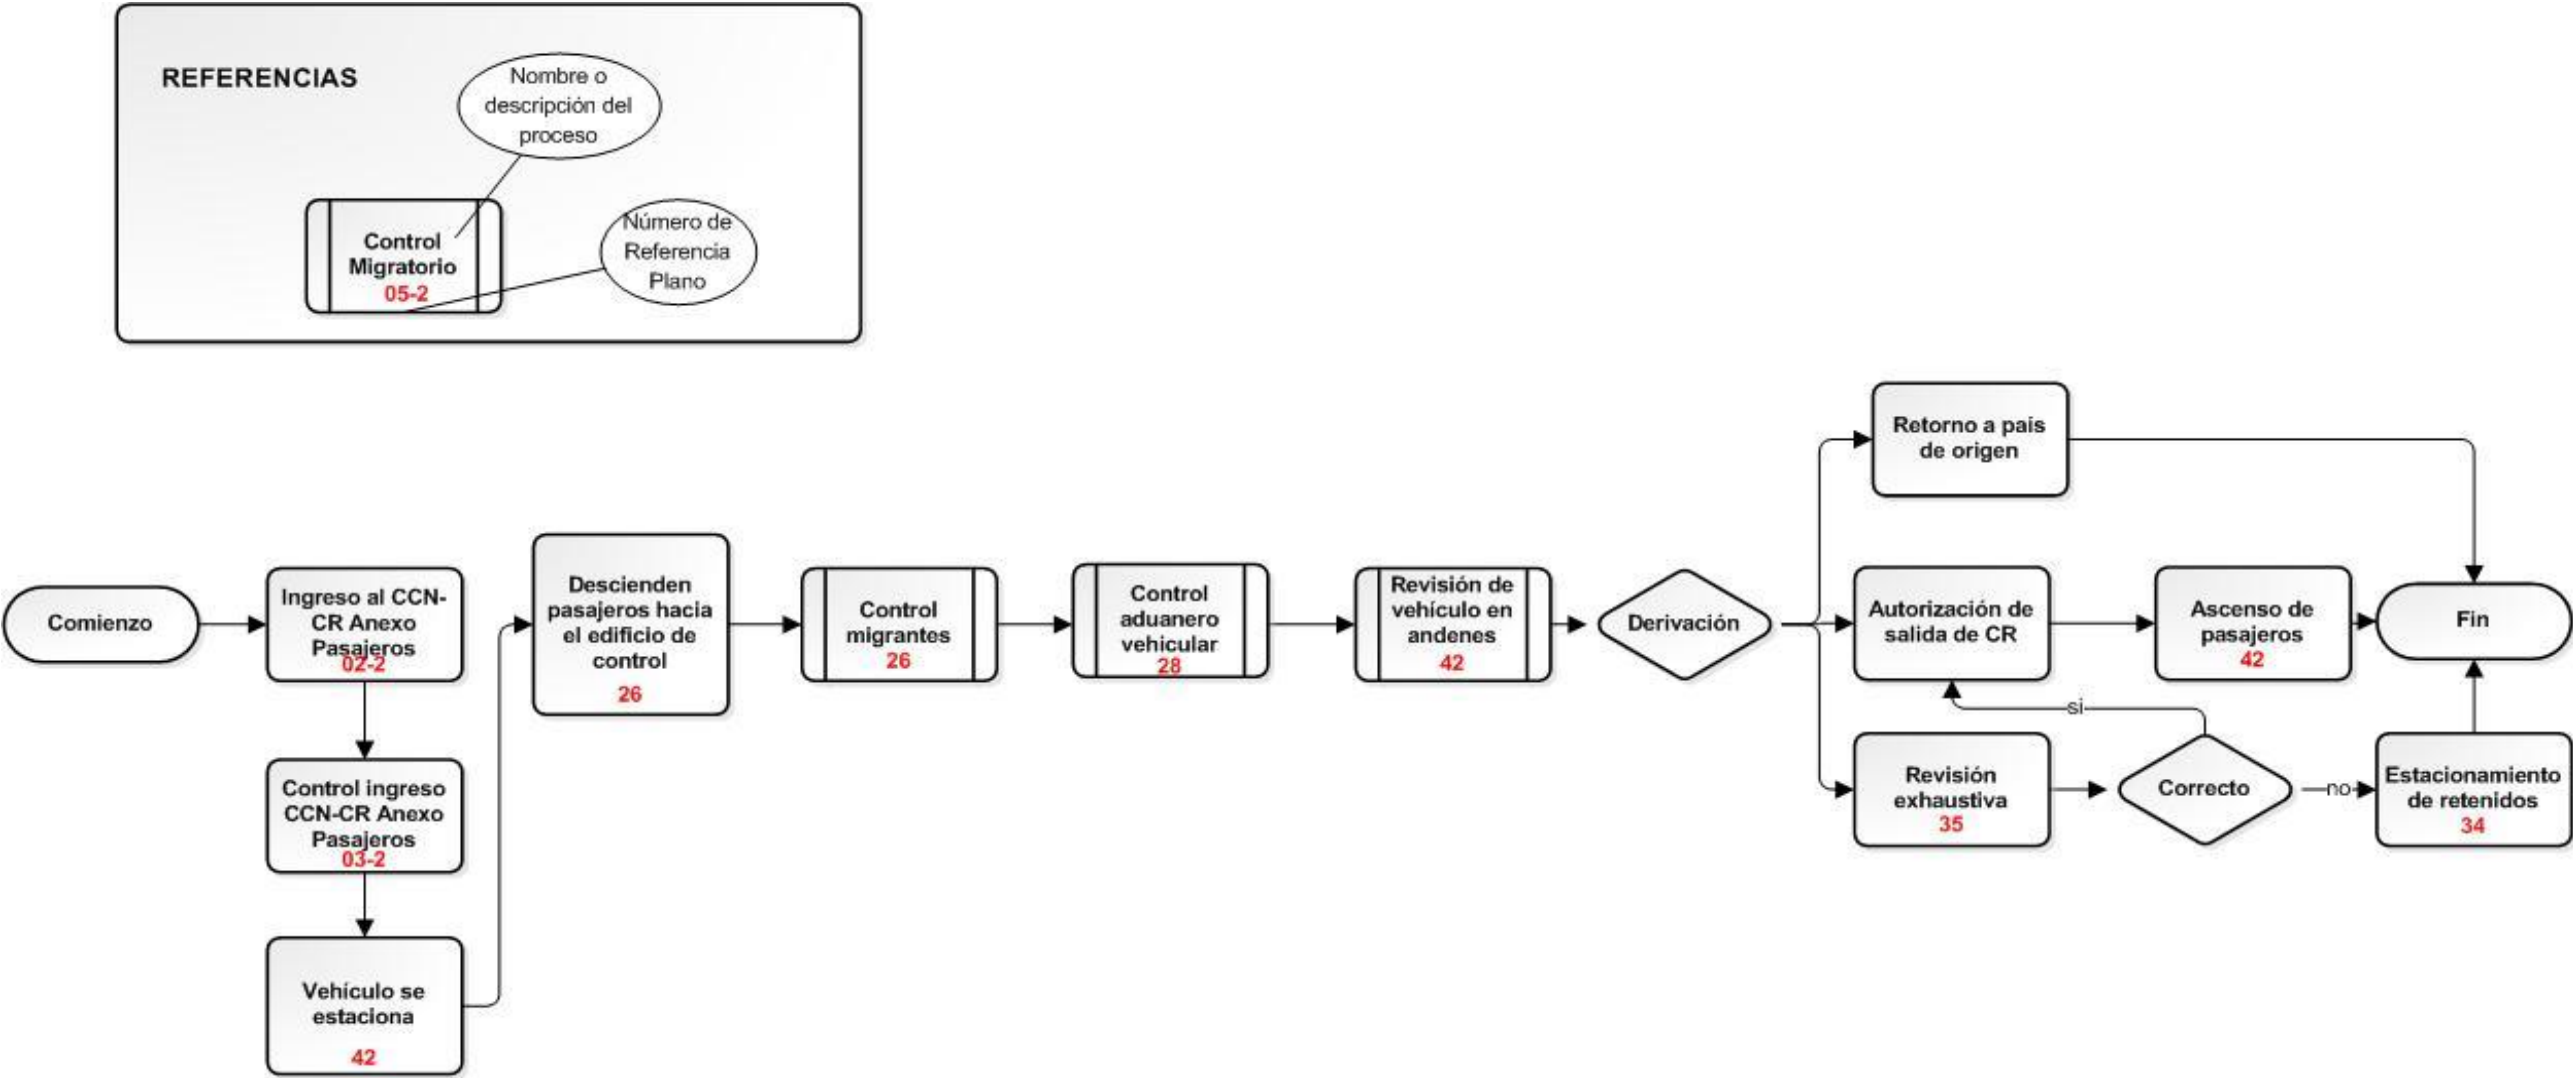 REFERENCIAS
Nombre o
descripción del
proceso
Número de
Referencia
Plano
Control
Migratorio
05-2
Comienzo
Ingreso al CCN-
CR Anexo
Pasajeros
02-2
Control ingreso
CCN-CR Anexo
Pasajeros
03-2
Vehículo se
estaciona
42
Descienden
pasajeros hacia
el edificio de
control
26
Control
migrantes
26
Control
aduanero
vehicular
28
Revisión de
vehículo en
andenes
42
Derivación
Retorno a país
de origen
Autorización de
salida de CR
Ascenso de
pasajeros
42
Fin
si
Revisión
exhaustiva
35
Correcto
no
Estacionamiento
de retenidos
34